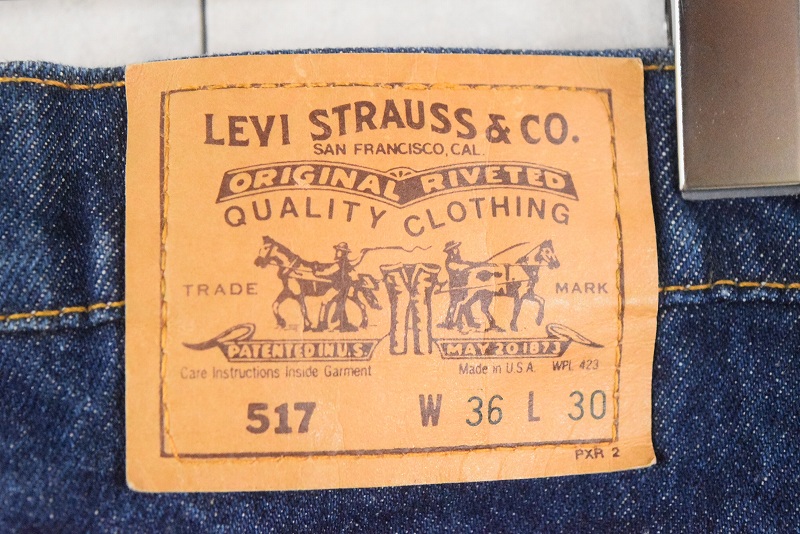 LEVI STRAUSS & CO.
SAN FRANCISCO, CAL.
ORIGINAL RIVETED
QUALITY CLOTHING
TRADE MARK
PATENTED IN U.S. MAY 20 1873
Care Instructions Inside Garment Made in U.S.A. WPL 423
517 W 36 L 30
PXR 2